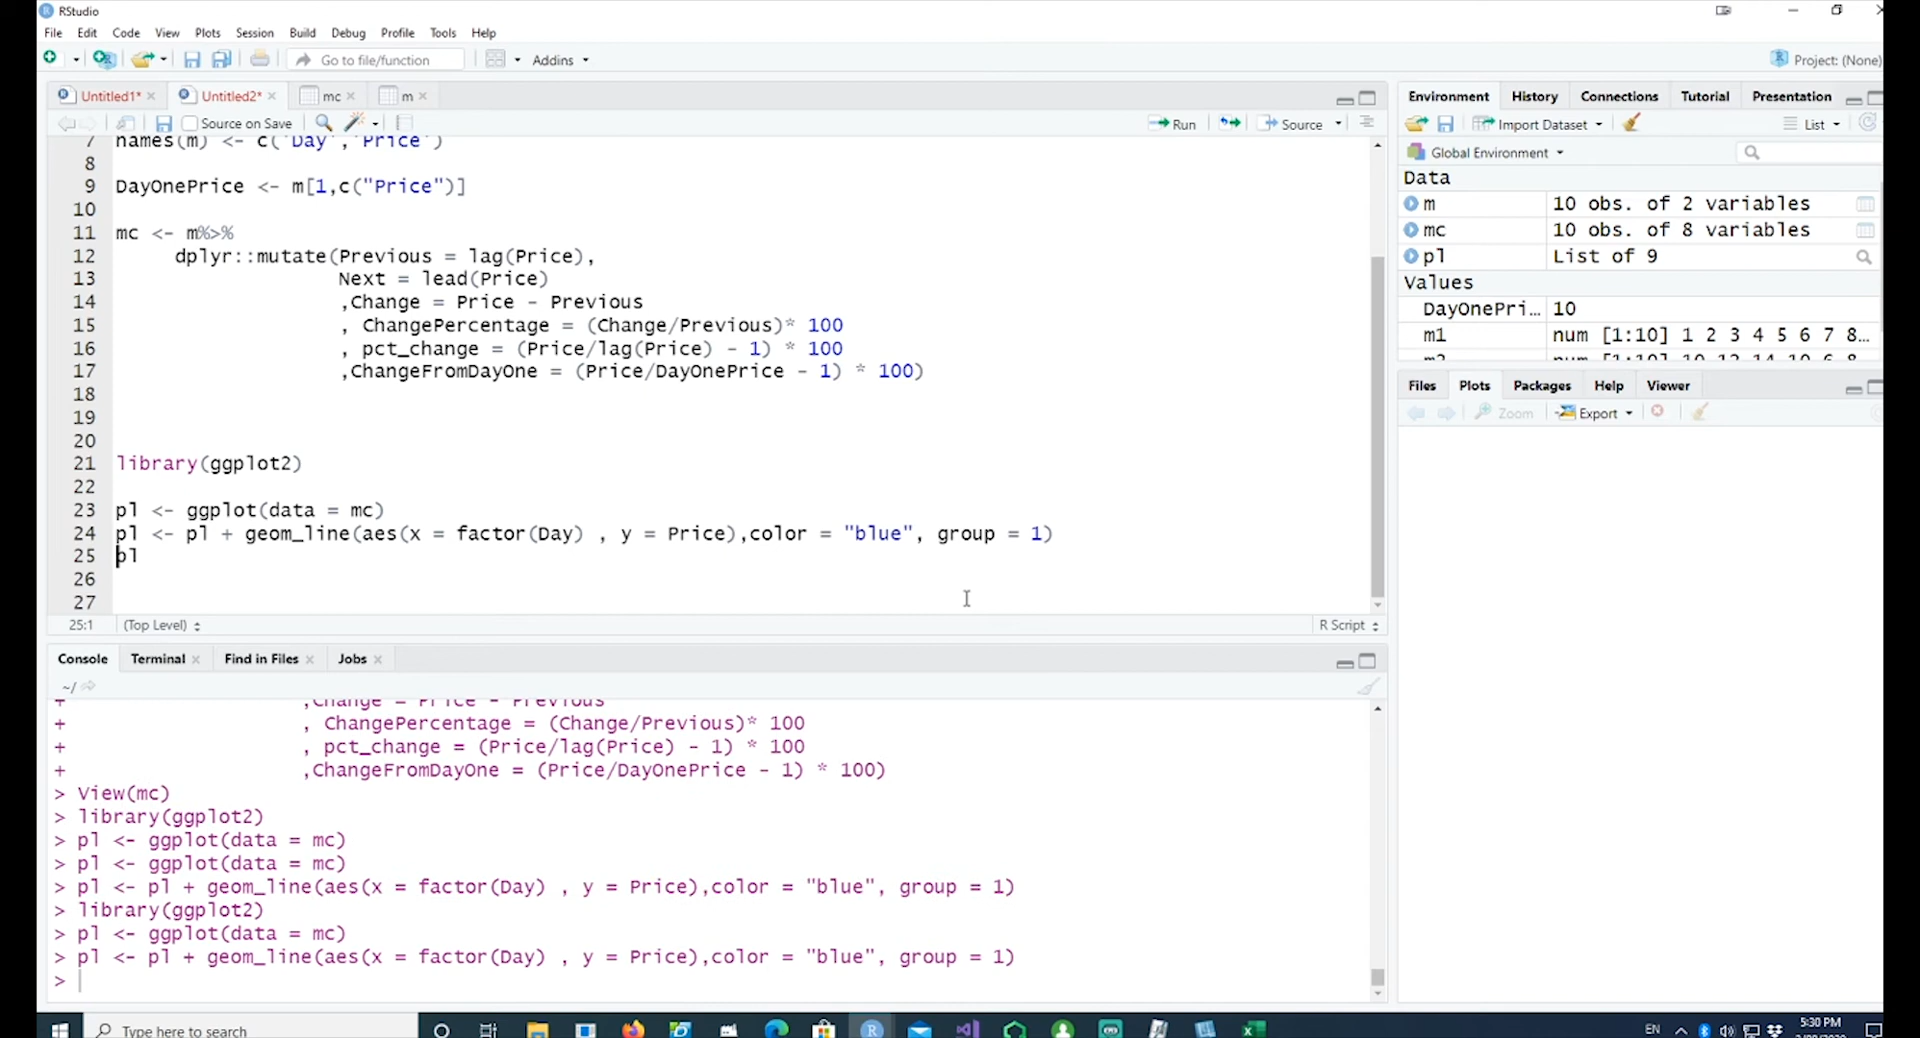 RStudio
File Edit Code View Plots Session Build Debug Profile Tools Help
Go to file/function Addins Project: (None)
Untitled1* Untitled2* mc m
Source on Save Run Source
7 names(m) <- c('Day','Price')
8
9 DayOnePrice <- m[1,c("Price")]
10
11 mc <- m%>%
12 dplyr::mutate(Previous = lag(Price),
13 Next = lead(Price)
14 ,Change = Price - Previous
15 , ChangePercentage = (Change/Previous)* 100
16 , pct_change = (Price/lag(Price) - 1) * 100
17 ,ChangeFromDayOne = (Price/DayOnePrice - 1) * 100)
18
19
20
21 library(ggplot2)
22
23 pl <- ggplot(data = mc)
24 pl <- pl + geom_line(aes(x = factor(Day) , y = Price),color = "blue", group = 1)
25 pl
26
27
25:1 (Top Level) R Script
Console Terminal Find in Files Jobs
~/
+ ,Change = Price - Previous
+ , ChangePercentage = (Change/Previous)* 100
+ , pct_change = (Price/lag(Price) - 1) * 100
+ ,ChangeFromDayOne = (Price/DayOnePrice - 1) * 100)
> View(mc)
> library(ggplot2)
> pl <- ggplot(data = mc)
> pl <- ggplot(data = mc)
> pl <- pl + geom_line(aes(x = factor(Day) , y = Price),color = "blue", group = 1)
> library(ggplot2)
> pl <- ggplot(data = mc)
> pl <- pl + geom_line(aes(x = factor(Day) , y = Price),color = "blue", group = 1)
>
Environment History Connections Tutorial Presentation
Import Dataset List
Global Environment
Data
m 10 obs. of 2 variables
mc 10 obs. of 8 variables
pl List of 9
Values
DayOnePri… 10
m1 num [1:10] 1 2 3 4 5 6 7 8…
Files Plots Packages Help Viewer
Zoom Export
Type here to search
EN 5:30 PM